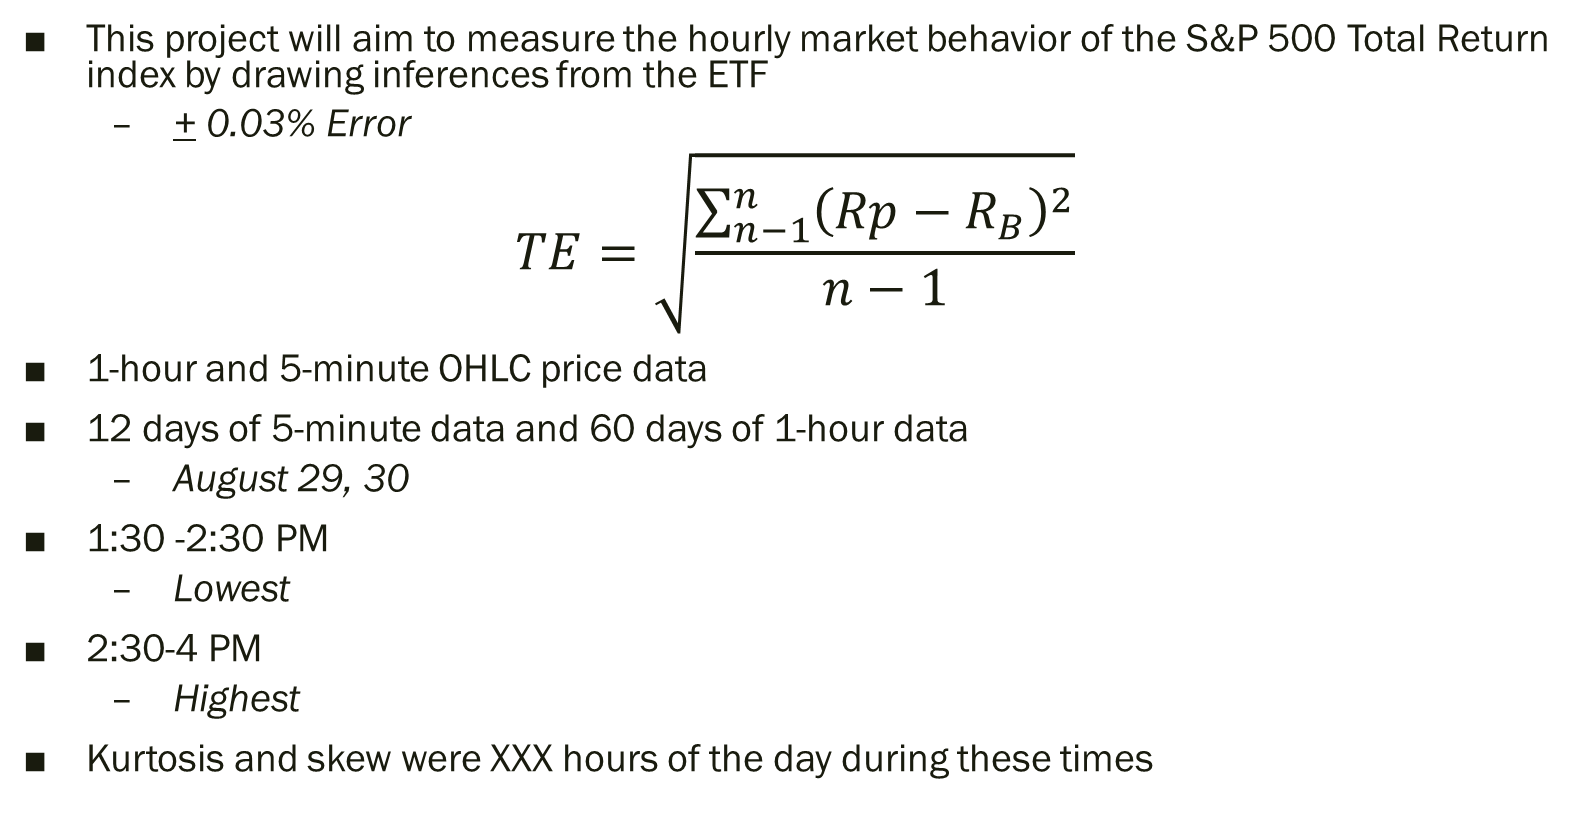 ■ This project will aim to measure the hourly market behavior of the S&P 500 Total Return
index by drawing inferences from the ETF
– ± 0.03% Error
TE = √(∑ⁿₙ₋₁(Rp − R_B)² / (n − 1))
■ 1-hour and 5-minute OHLC price data
■ 12 days of 5-minute data and 60 days of 1-hour data
– August 29, 30
■ 1:30 -2:30 PM
– Lowest
■ 2:30-4 PM
– Highest
■ Kurtosis and skew were XXX hours of the day during these times